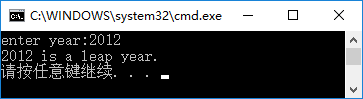 C:\WINDOWS\system32\cmd.exe
enter year:2012
2012 is a leap year.
请按任意键继续. . .